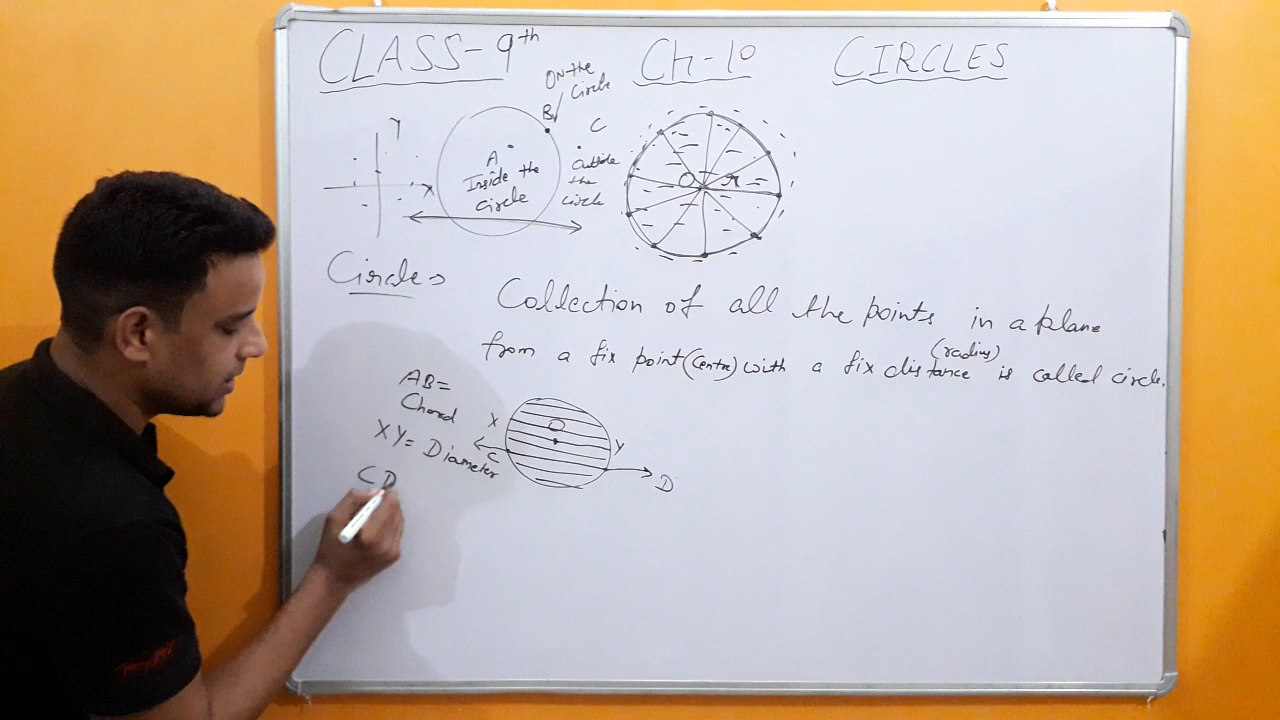 CLASS-9th Ch-10 CIRCLES
ON the
Circle
B
Y
X
A
Inside the
circle
C
outside
the
circle
O r
Circle→ Collection of all the points in a plane
from a fix point (Centre) with a fix distance (radius) is called circle.
AB=
Chord
XY= Diameter
CD
X
O
Y
C
D